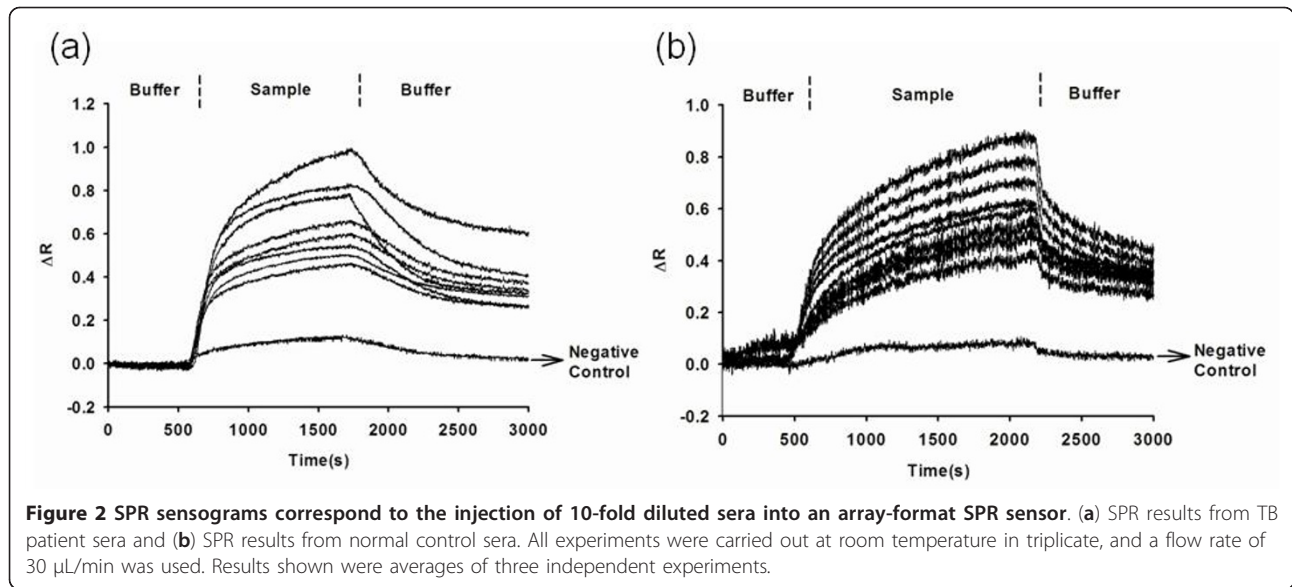 (a)
Buffer Sample Buffer
1.2
1.0
0.8
0.6
0.4
0.2
0.0
-0.2
ΔR
0 500 1000 1500 2000 2500 3000
Time(s)
Negative
Control
(b)
Buffer Sample Buffer
1.0
0.8
0.6
0.4
0.2
0.0
-0.2
ΔR
0 500 1000 1500 2000 2500 3000
Time(s)
Negative
Control
Figure 2 SPR sensograms correspond to the injection of 10-fold diluted sera into an array-format SPR sensor. (a) SPR results from TB
patient sera and (b) SPR results from normal control sera. All experiments were carried out at room temperature in triplicate, and a flow rate of
30 μL/min was used. Results shown were averages of three independent experiments.